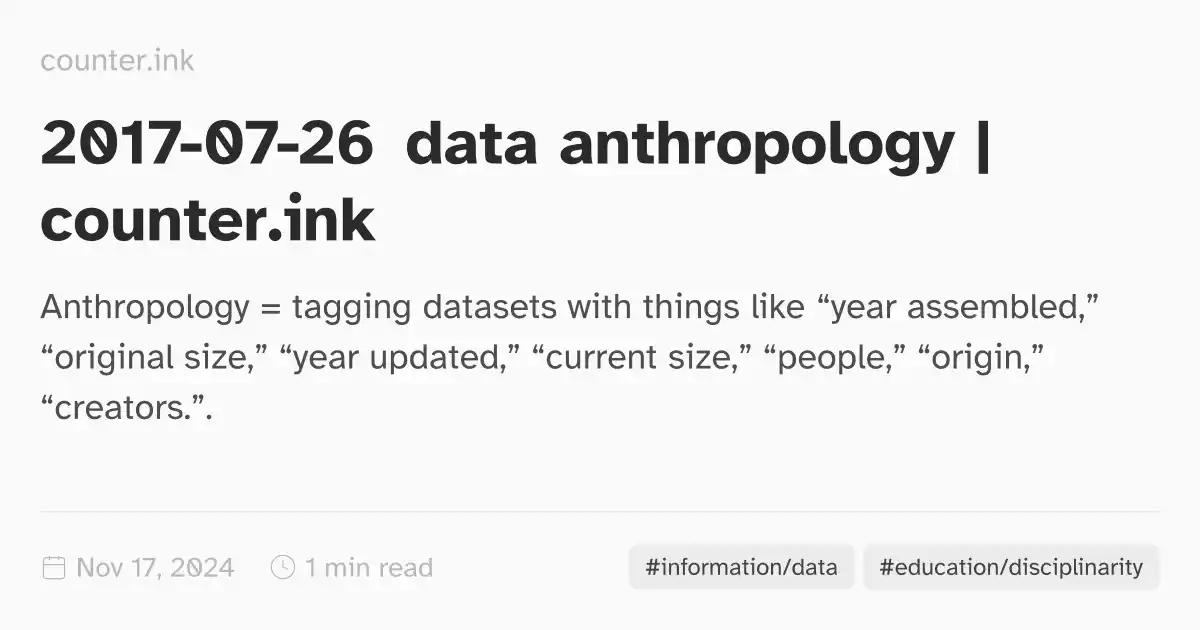 counter.ink
2017-07-26 data anthropology |
counter.ink
Anthropology = tagging datasets with things like “year assembled,”
“original size,” “year updated,” “current size,” “people,” “origin,”
“creators.”.
Nov 17, 2024 1 min read #information/data #education/disciplinarity